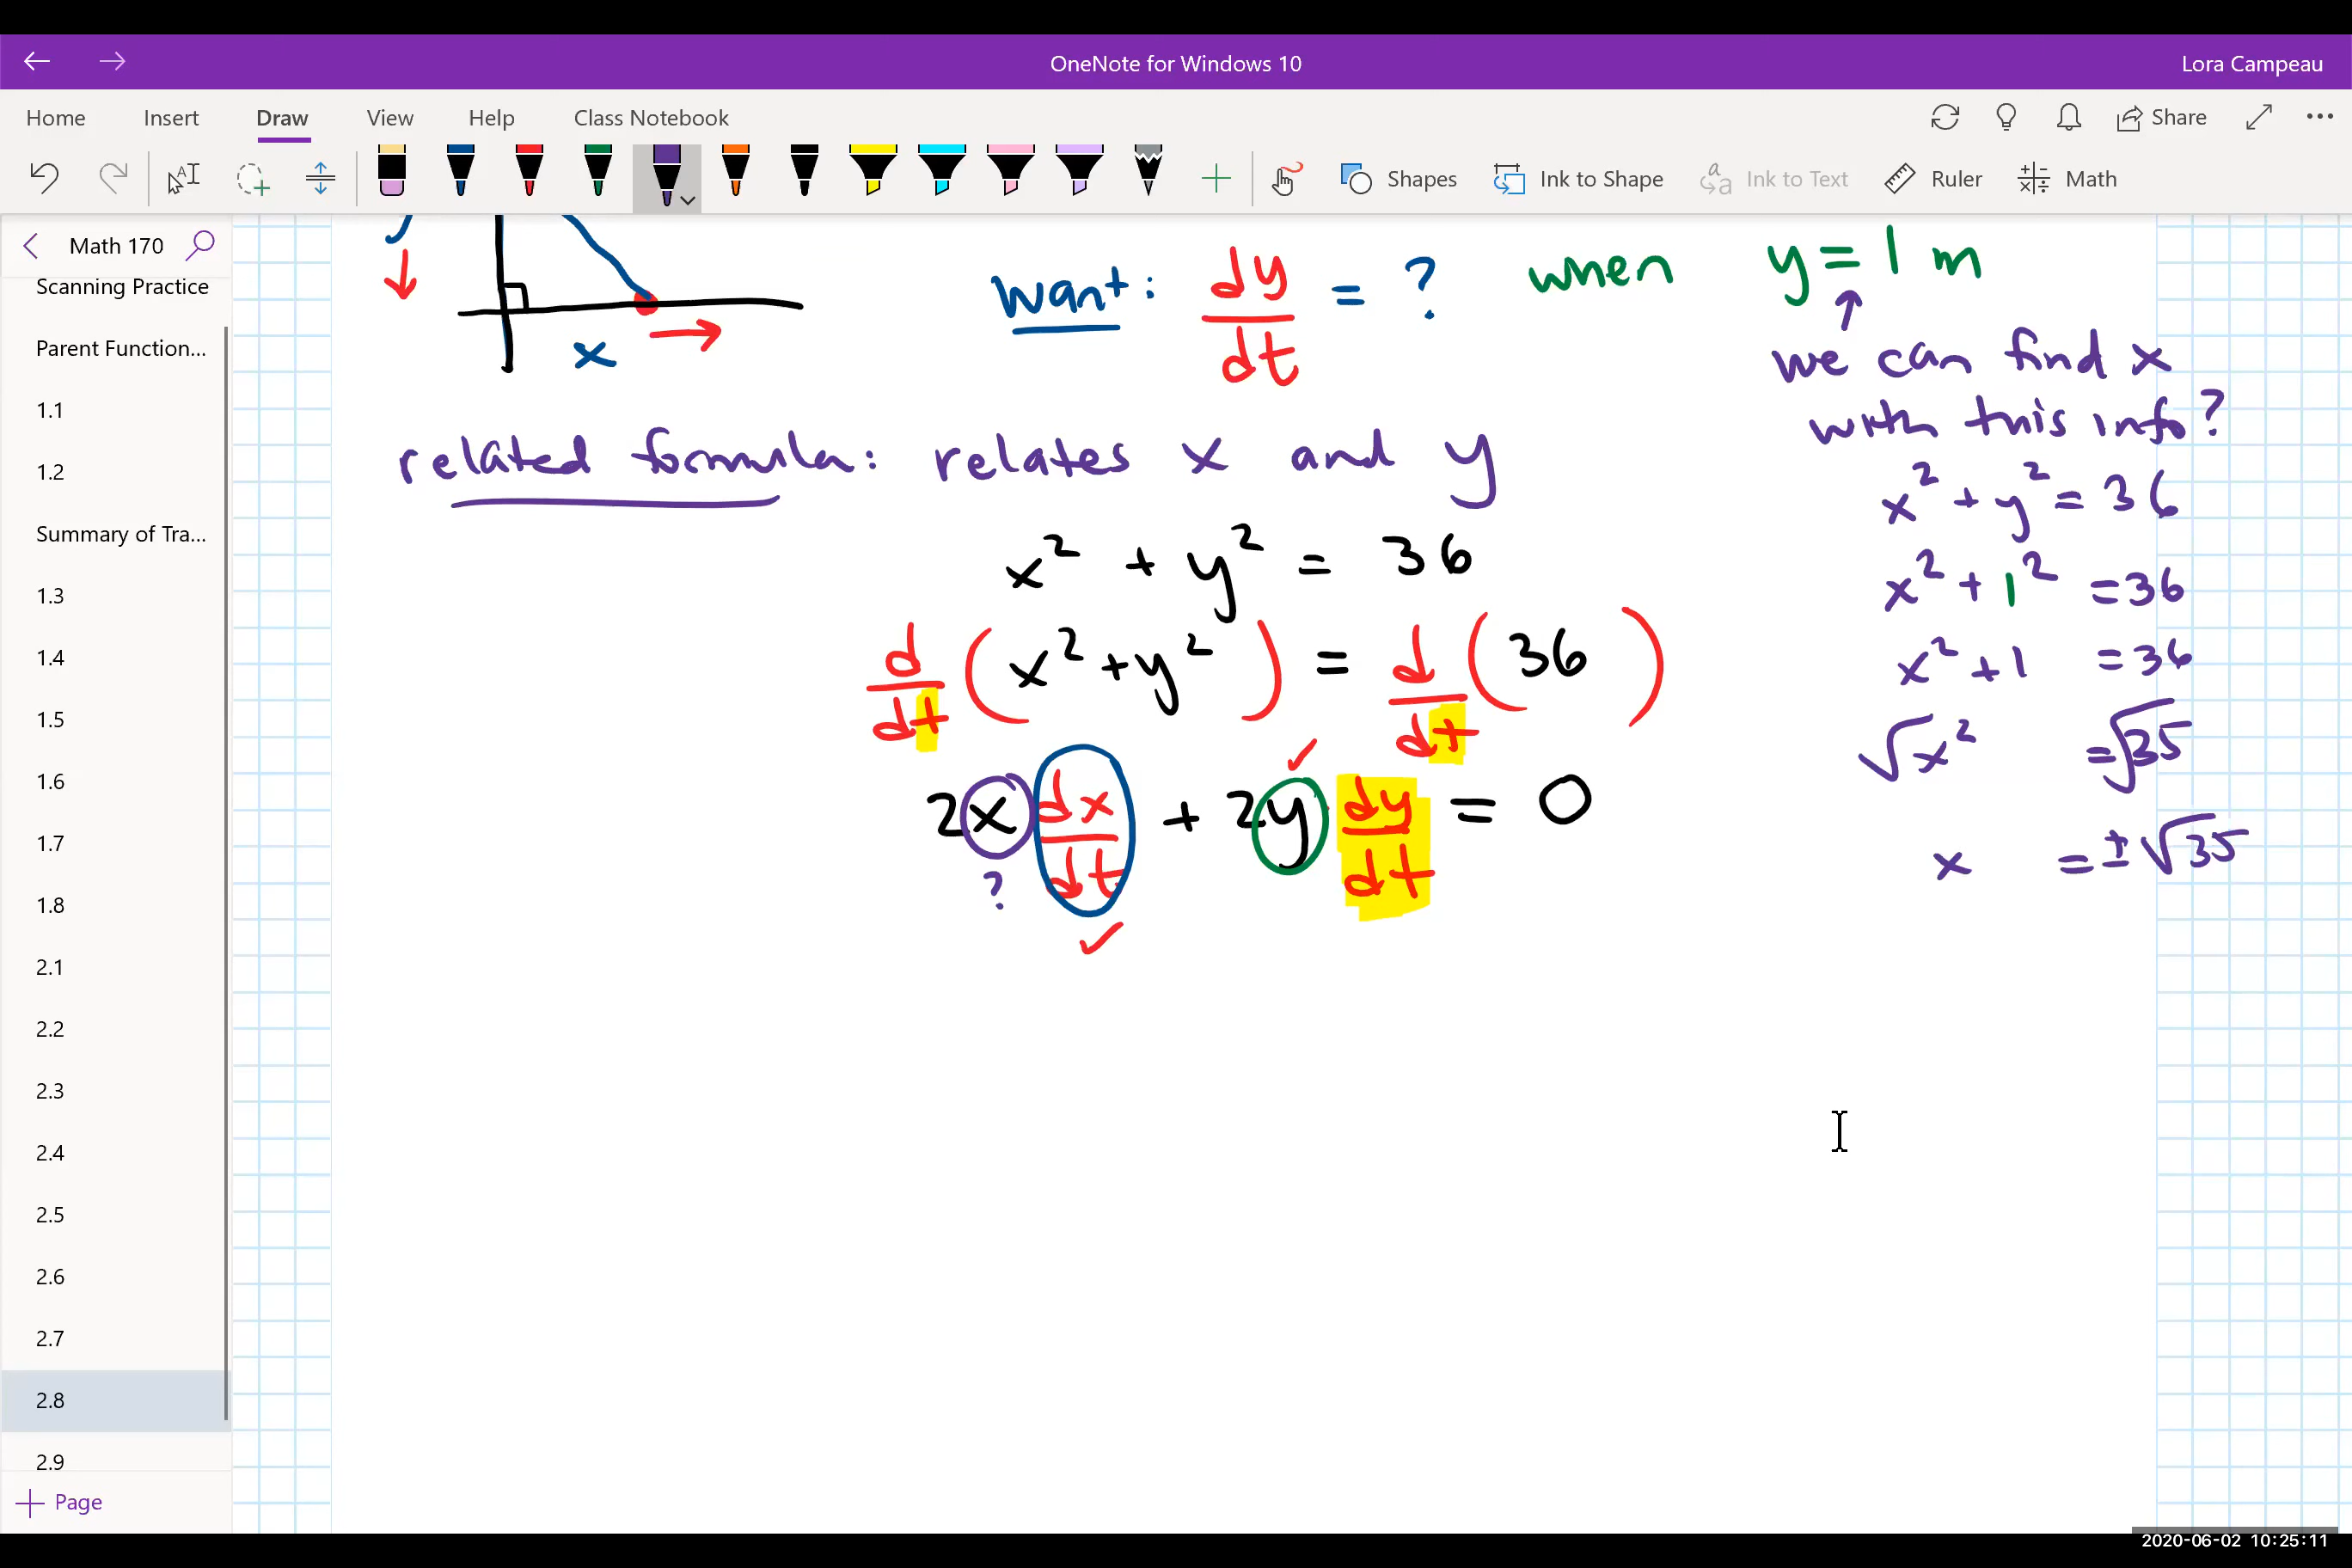 OneNote for Windows 10
Lora Campeau
Home Insert Draw View Help Class Notebook
Share
Shapes Ink to Shape Ink to Text Ruler Math
Math 170
Scanning Practice
Parent Function...
1.1
1.2
Summary of Tra...
1.3
1.4
1.5
1.6
1.7
1.8
2.1
2.2
2.3
2.4
2.5
2.6
2.7
2.8
2.9
Page
y
x
want: dy/dt = ? when y = 1 m
we can find x
with this info?
x² + y² = 36
x² + 1² = 36
x² + 1 = 36
√x² = √35
x = ± √35
related formula: relates x and y
x² + y² = 36
d/dt (x² + y²) = d/dt (36)
2x dx/dt + 2y dy/dt = 0
?
2020-06-02 10:25:11